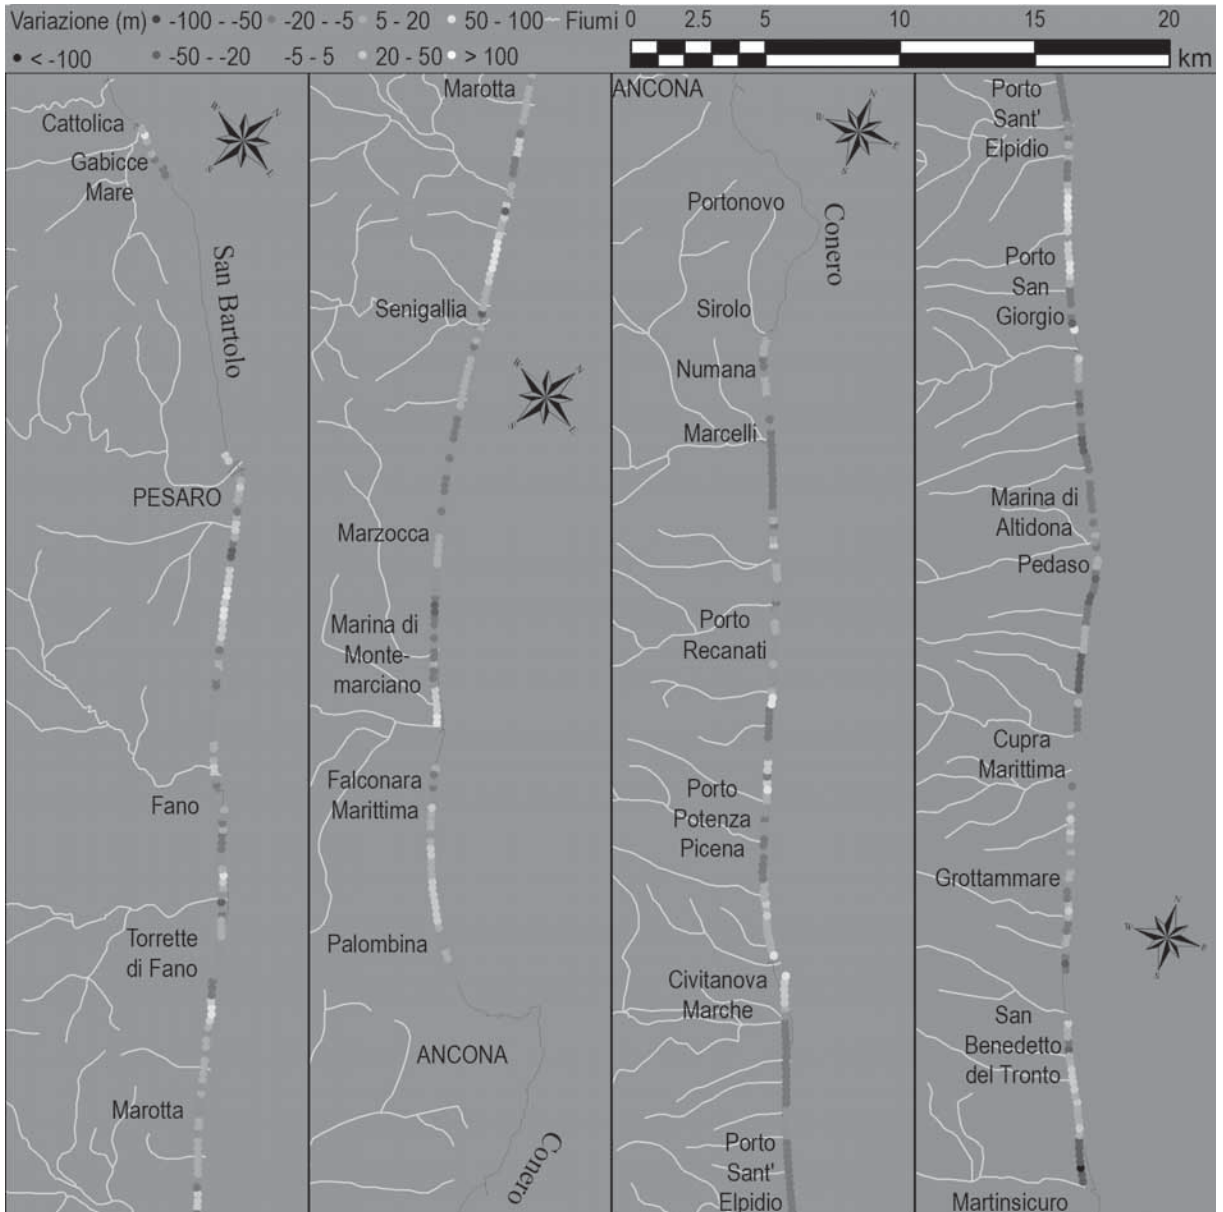 Variazione (m) -100 - -50 -20 - -5 5 - 20 50 - 100 Fiumi
< -100 -50 - -20 -5 - 5 20 - 50 > 100
0 2.5 5 10 15 20
km
Cattolica
Gabicce
Mare
San Bartolo
PESARO
Fano
Torrette
di Fano
Marotta
Marotta
Senigallia
Marzocca
Marina di
Monte-
marciano
Falconara
Marittima
Palombina
ANCONA
Conero
ANCONA
Portonovo
Conero
Sirolo
Numana
Marcelli
Porto
Recanati
Porto
Potenza
Picena
Civitanova
Marche
Porto
Sant'
Elpidio
Porto
Sant'
Elpidio
Porto
San
Giorgio
Marina di
Altidona
Pedaso
Cupra
Marittima
Grottammare
San
Benedetto
del Tronto
Martinsicuro